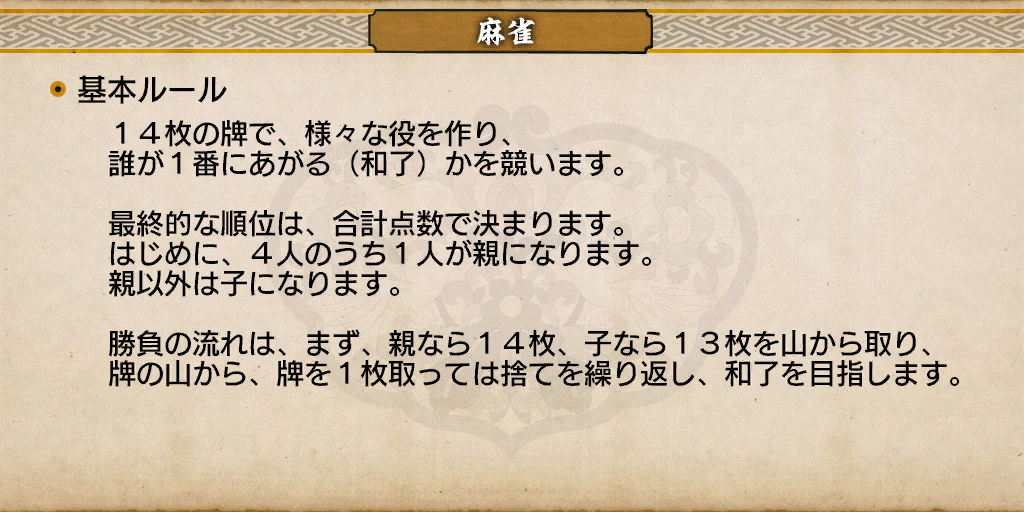 麻雀
基本ルール
１４枚の牌で、様々な役を作り、
誰が１番にあがる（和了）かを競います。
最終的な順位は、合計点数で決まります。
はじめに、４人のうち１人が親になります。
親以外は子になります。
勝負の流れは、まず、親なら１４枚、子なら１３枚を山から取り、
牌の山から、牌を１枚取っては捨てを繰り返し、和了を目指します。